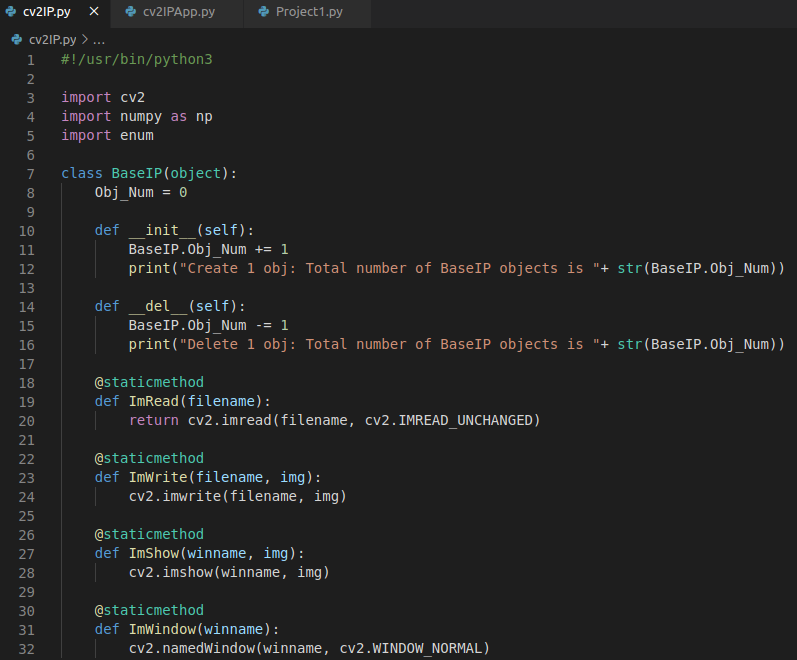 cv2IP.py × cv2IPApp.py Project1.py
cv2IP.py > ...
1 #!/usr/bin/python3
2
3 import cv2
4 import numpy as np
5 import enum
6
7 class BaseIP(object):
8     Obj_Num = 0
9
10     def __init__(self):
11         BaseIP.Obj_Num += 1
12         print("Create 1 obj: Total number of BaseIP objects is "+ str(BaseIP.Obj_Num))
13
14     def __del__(self):
15         BaseIP.Obj_Num -= 1
16         print("Delete 1 obj: Total number of BaseIP objects is "+ str(BaseIP.Obj_Num))
17
18     @staticmethod
19     def ImRead(filename):
20         return cv2.imread(filename, cv2.IMREAD_UNCHANGED)
21
22     @staticmethod
23     def ImWrite(filename, img):
24         cv2.imwrite(filename, img)
25
26     @staticmethod
27     def ImShow(winname, img):
28         cv2.imshow(winname, img)
29
30     @staticmethod
31     def ImWindow(winname):
32         cv2.namedWindow(winname, cv2.WINDOW_NORMAL)